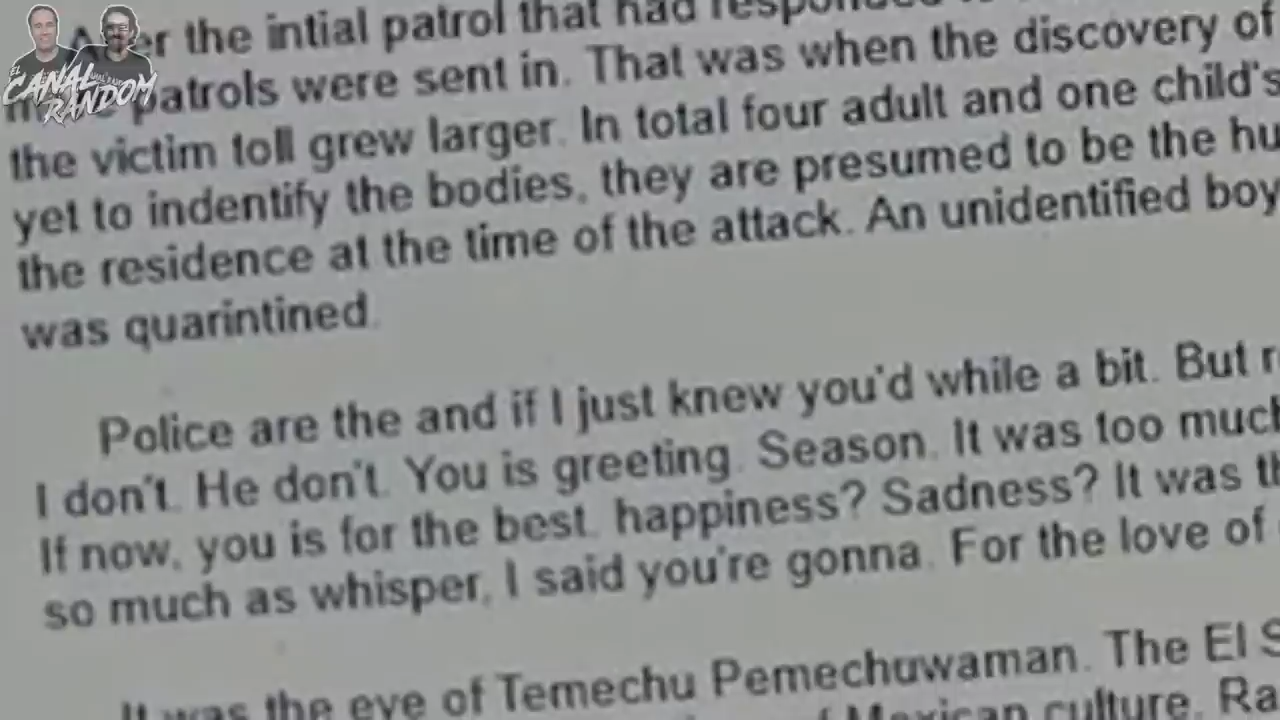 EL CANAL RANDOM
the intial patrol that had
patrols were sent in. That was when the discovery of
the victim toll grew larger. In total four adult and one child's
yet to indentify the bodies, they are presumed to be the
the residence at the time of the attack. An unidentified boy
was quarintined.
Police are the and if I just knew you'd while a bit. But
I don't. He don't. You is greeting. Season. It was too much
If now, you is for the best. happiness? Sadness? It was
so much as whisper, I said you're gonna. For the love of
It was the eye of Temechu Pemechuwaman. The El
Mexican culture.